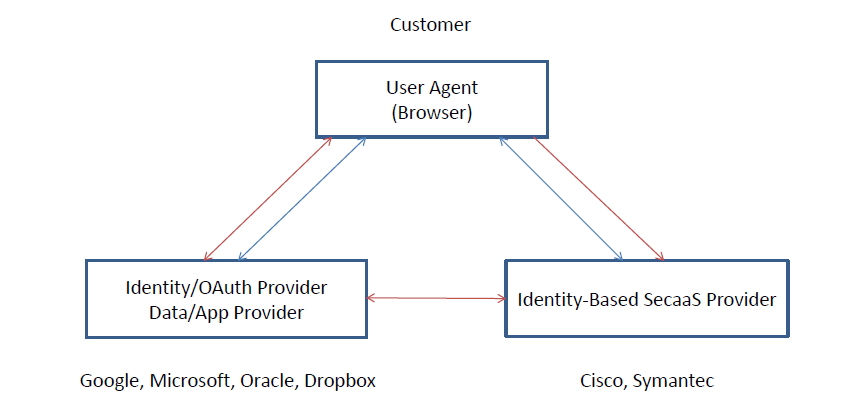 Customer
User Agent
(Browser)
Identity/OAuth Provider
Data/App Provider
Identity-Based SecaaS Provider
Google, Microsoft, Oracle, Dropbox
Cisco, Symantec